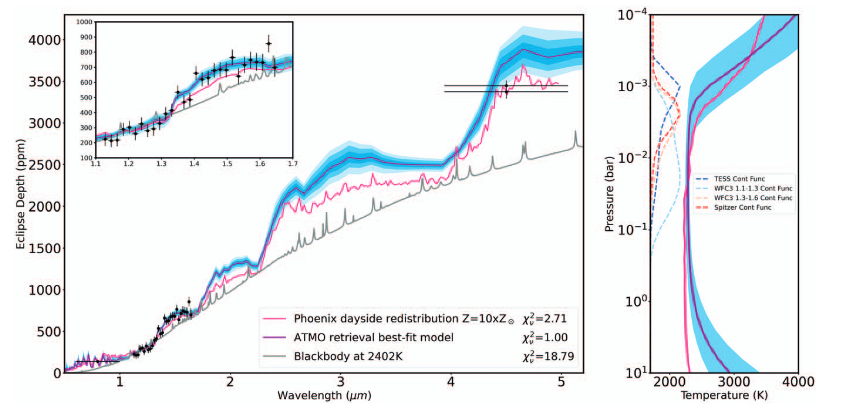 4000
3500
3000
2500
2000
1500
1000
500
0
Eclipse Depth (ppm)
1000
900
800
700
600
500
400
300
200
100
1.1 1.2 1.3 1.4 1.5 1.6 1.7
Phoenix dayside redistribution Z=10xZ☉ χ²ᵥ=2.71
ATMO retrieval best-fit model χ²ᵥ=1.00
Blackbody at 2402K χ²ᵥ=18.79
1 2 3 4 5
Wavelength (μm)
10⁻⁴
10⁻³
10⁻²
10⁻¹
10⁰
10¹
Pressure (bar)
TESS Cont Func
WFC3 1.1-1.3 Cont Func
WFC3 1.3-1.6 Cont Func
Spitzer Cont Func
2000 3000 4000
Temperature (K)